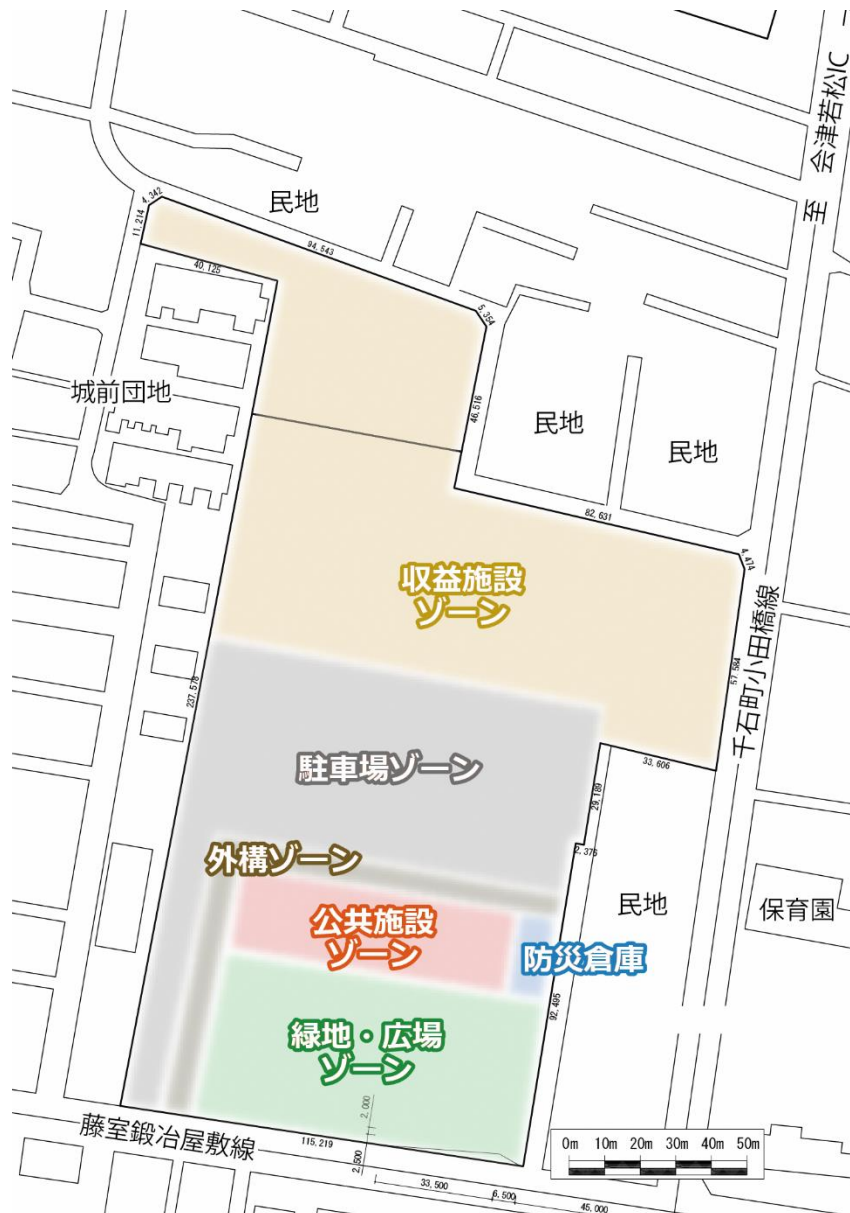 至 会津若松IC
民地
4,342
11,214
94,543
40,125
5,354
城前団地
46,516
民地
民地
82,631
4,474
収益施設
ゾーン
57,584
千石町小田橋線
237,578
駐車場ゾーン
33,606
29,189
2,376
外構ゾーン
公共施設
ゾーン
民地
保育園
防災倉庫
92,495
緑地・広場
ゾーン
2,000
藤室鍛冶屋敷線
115,219
2,500
0m 10m 20m 30m 40m 50m
33,500
6,500
45,000